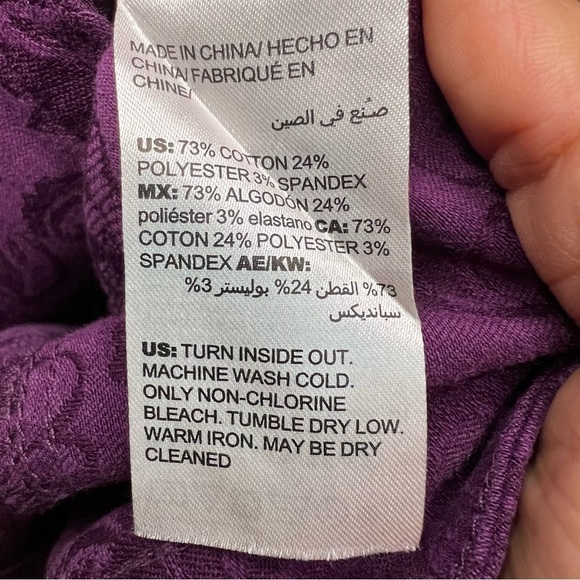 MADE IN CHINA/ HECHO EN
CHINA/ FABRIQUÉ EN
CHINE/
صنع في الصين
US: 73% COTTON 24%
POLYESTER 3% SPANDEX
MX: 73% ALGODÓN 24%
poliéster 3% elastano CA: 73%
COTON 24% POLYESTER 3%
SPANDEX AE/KW:
73% القطن 24% بوليستر 3%
سبانديكس
US: TURN INSIDE OUT.
MACHINE WASH COLD.
ONLY NON-CHLORINE
BLEACH. TUMBLE DRY LOW.
WARM IRON. MAY BE DRY
CLEANED